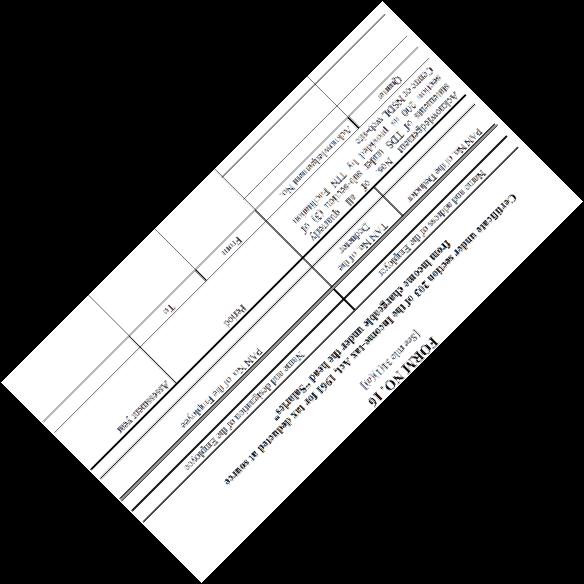 FORM NO. 16
[See rule 31(1)(a)]
Certificate under section 203 of the Income-tax Act, 1961 for tax deducted at source
from income chargeable under the head "Salaries"
Name and address of the Employer
Name and designation of the Employee
PAN No. of the Deductor
TAN No. of the
Deductor
PAN No. of the Employee
Acknowledgement Nos. of all quarterly
statements of TDS under sub-section (3) of
section 200 as provided by TIN Facilitation
Centre or NSDL web-site
Period
Assessment year
Quarter
Acknowledgement No.
From
To